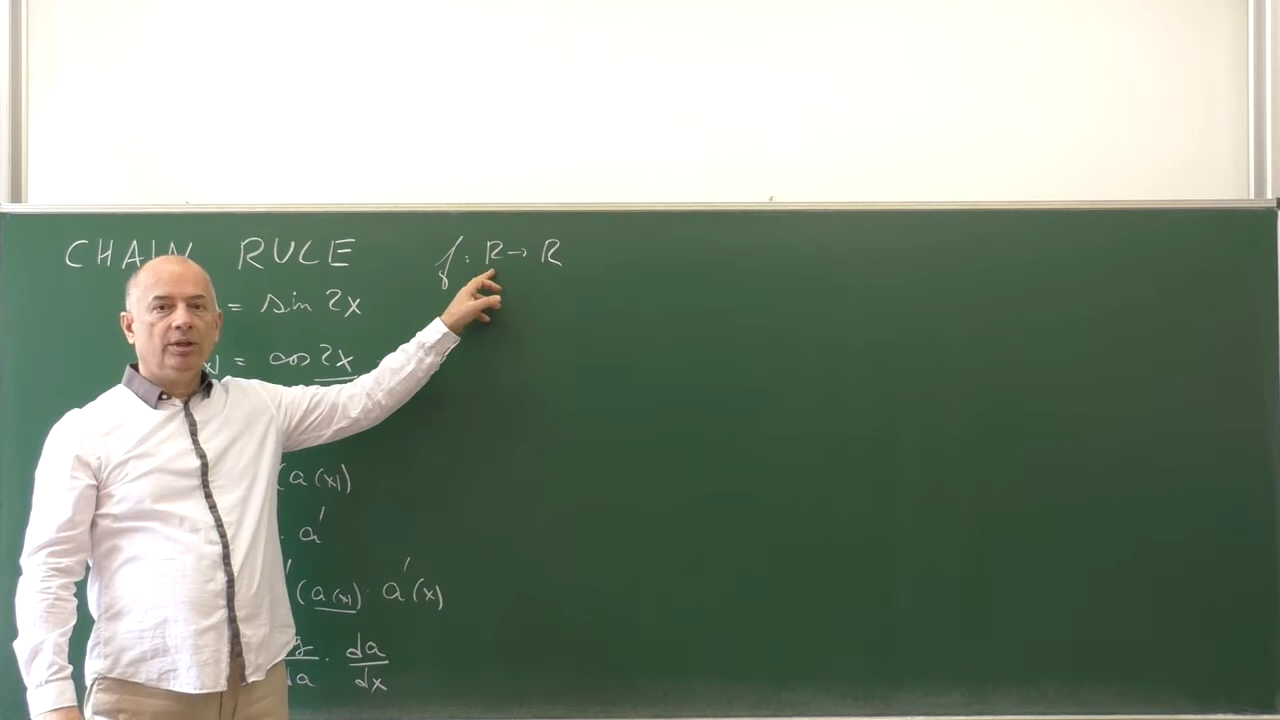 CHAIN RULE
= sin 2x
x) = cos 2x
(a(x))
. a'
'(a(x)) · a'(x)
g/da · da/dx
f : R → R